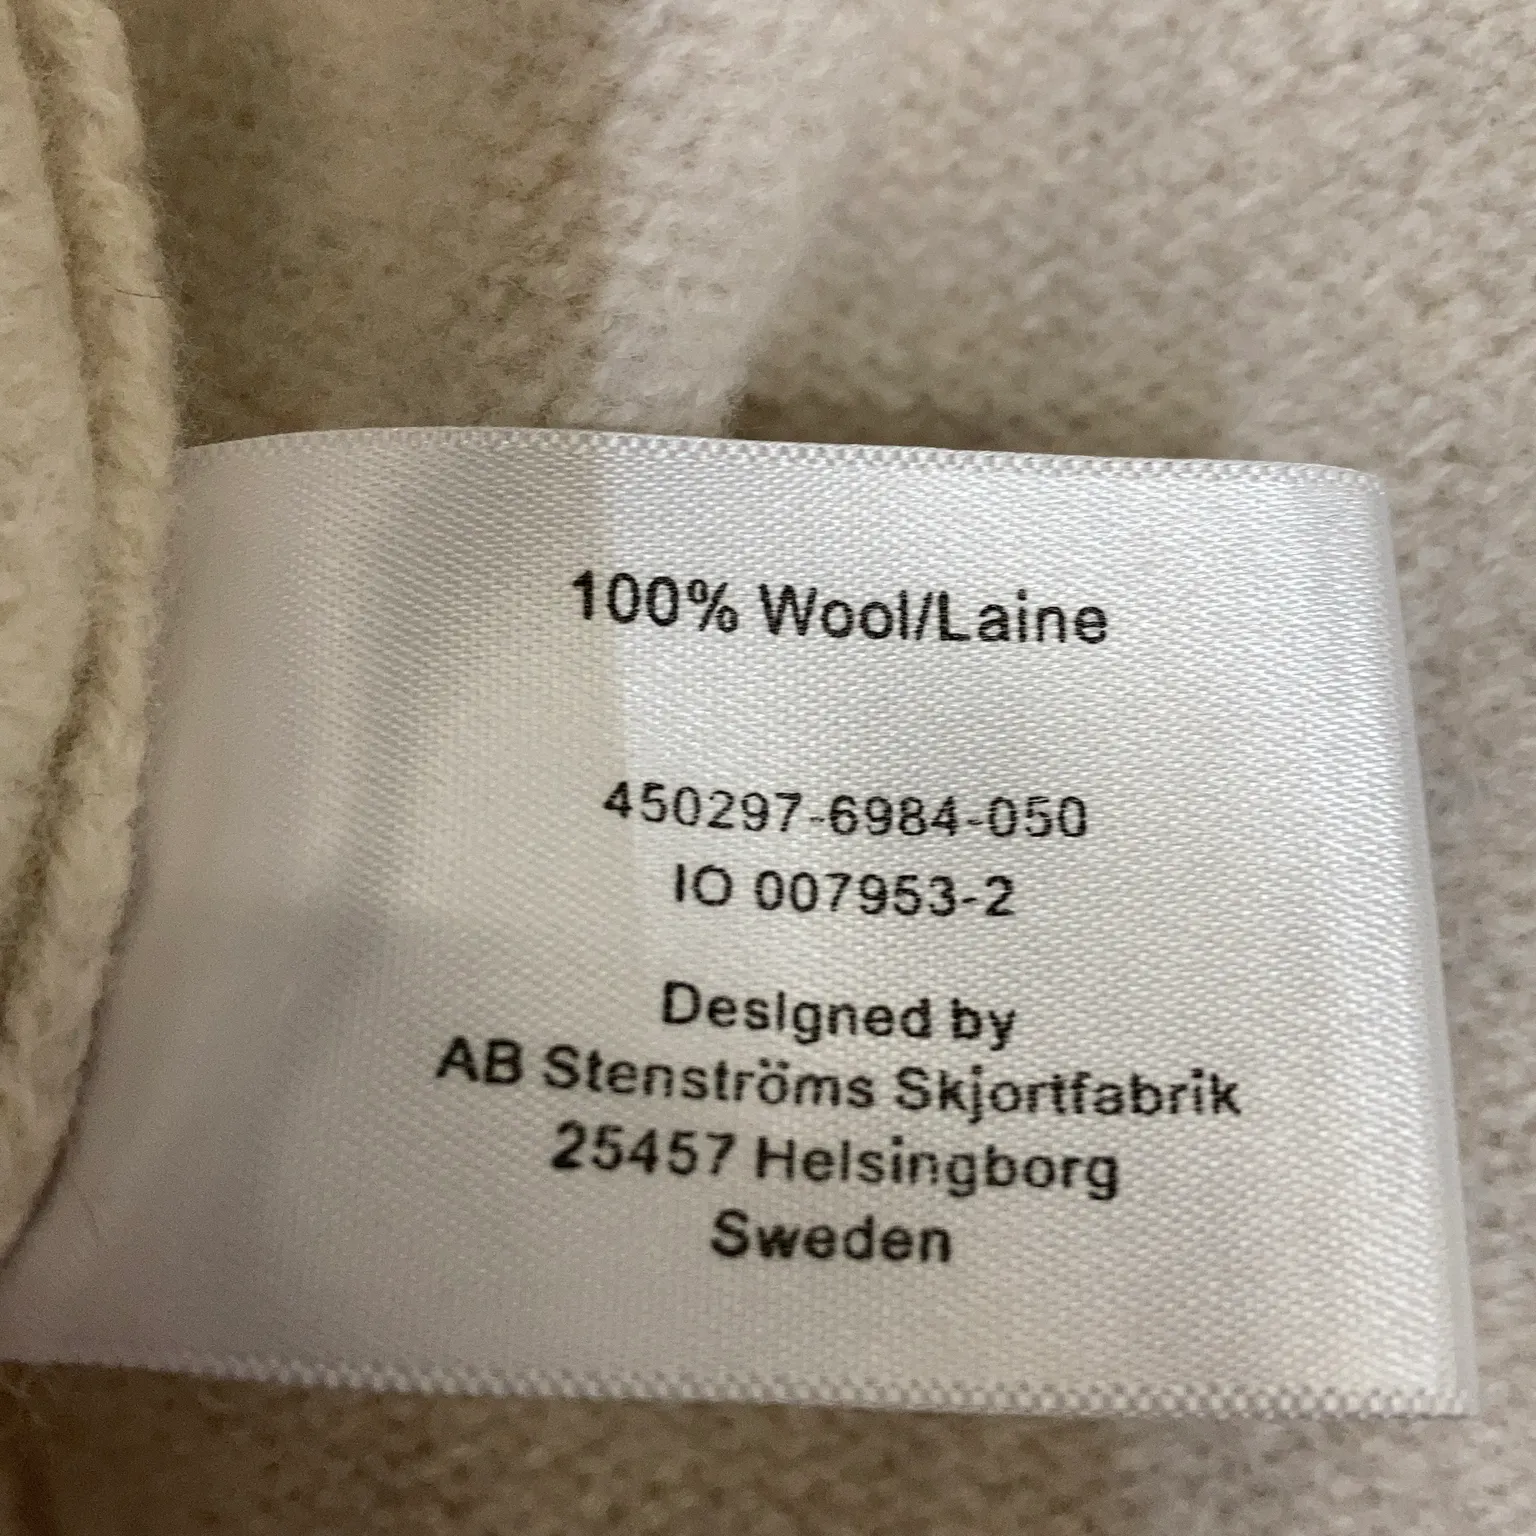 100% Wool/Laine
450297-6984-050
IO 007953-2
Designed by
AB Stenströms Skjortfabrik
25457 Helsingborg
Sweden